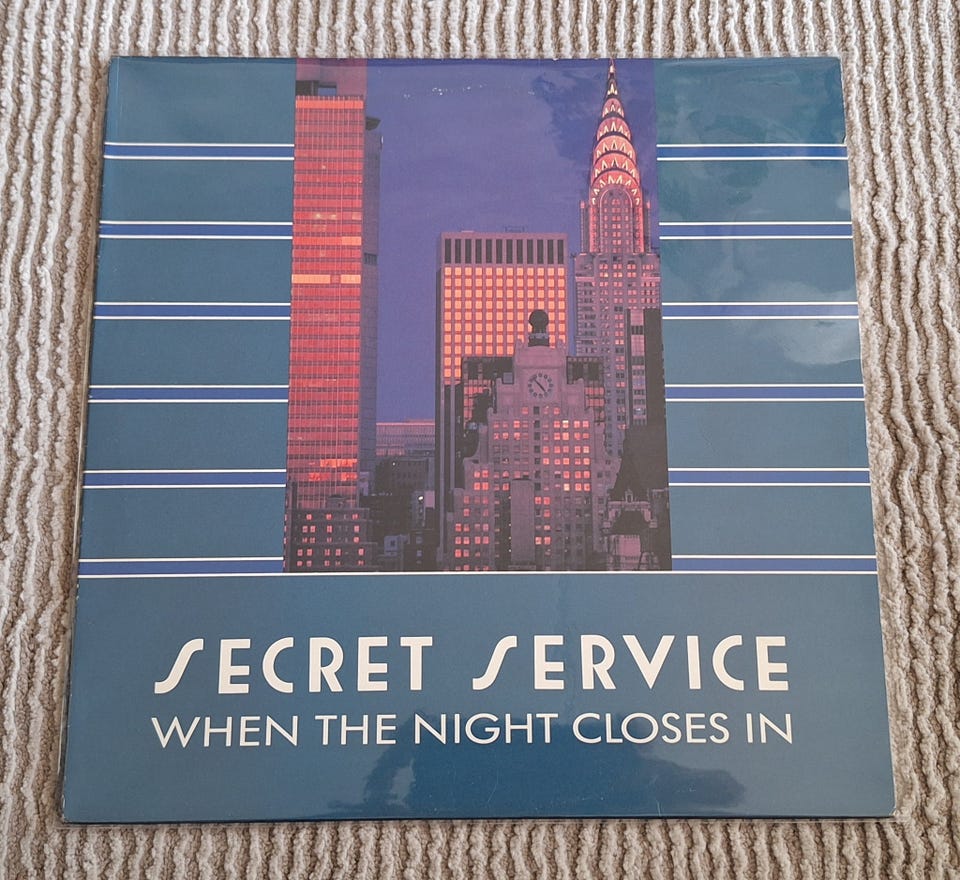 SECRET SERVICE
WHEN THE NIGHT CLOSES IN